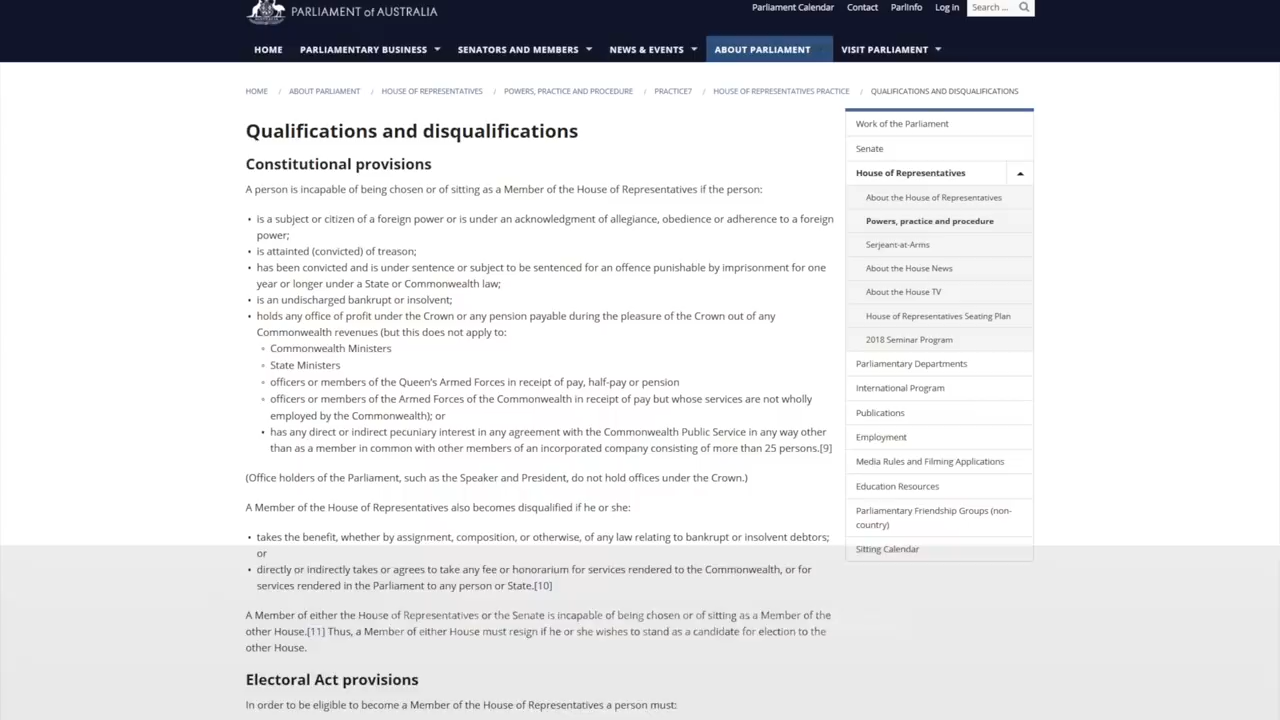 PARLIAMENT of AUSTRALIA
Parliament Calendar Contact ParlInfo Log in Search ...
HOME PARLIAMENTARY BUSINESS SENATORS AND MEMBERS NEWS & EVENTS ABOUT PARLIAMENT VISIT PARLIAMENT
HOME / ABOUT PARLIAMENT / HOUSE OF REPRESENTATIVES / POWERS, PRACTICE AND PROCEDURE / PRACTICE7 / HOUSE OF REPRESENTATIVES PRACTICE / QUALIFICATIONS AND DISQUALIFICATIONS
Qualifications and disqualifications
Constitutional provisions
A person is incapable of being chosen or of sitting as a Member of the House of Representatives if the person:
• is a subject or citizen of a foreign power or is under an acknowledgment of allegiance, obedience or adherence to a foreign
power;
• is attainted (convicted) of treason;
• has been convicted and is under sentence or subject to be sentenced for an offence punishable by imprisonment for one
year or longer under a State or Commonwealth law;
• is an undischarged bankrupt or insolvent;
• holds any office of profit under the Crown or any pension payable during the pleasure of the Crown out of any
Commonwealth revenues (but this does not apply to:
◦ Commonwealth Ministers
◦ State Ministers
◦ officers or members of the Queen's Armed Forces in receipt of pay, half-pay or pension
◦ officers or members of the Armed Forces of the Commonwealth in receipt of pay but whose services are not wholly
employed by the Commonwealth); or
• has any direct or indirect pecuniary interest in any agreement with the Commonwealth Public Service in any way other
than as a member in common with other members of an incorporated company consisting of more than 25 persons.[9]
(Office holders of the Parliament, such as the Speaker and President, do not hold offices under the Crown.)
A Member of the House of Representatives also becomes disqualified if he or she:
• takes the benefit, whether by assignment, composition, or otherwise, of any law relating to bankrupt or insolvent debtors;
or
• directly or indirectly takes or agrees to take any fee or honorarium for services rendered to the Commonwealth, or for
services rendered in the Parliament to any person or State.[10]
A Member of either the House of Representatives or the Senate is incapable of being chosen or of sitting as a Member of the
other House.[11] Thus, a Member of either House must resign if he or she wishes to stand as a candidate for election to the
other House.
Electoral Act provisions
In order to be eligible to become a Member of the House of Representatives a person must:
Work of the Parliament
Senate
House of Representatives
About the House of Representatives
Powers, practice and procedure
Serjeant-at-Arms
About the House News
About the House TV
House of Representatives Seating Plan
2018 Seminar Program
Parliamentary Departments
International Program
Publications
Employment
Media Rules and Filming Applications
Education Resources
Parliamentary Friendship Groups (non-
country)
Sitting Calendar